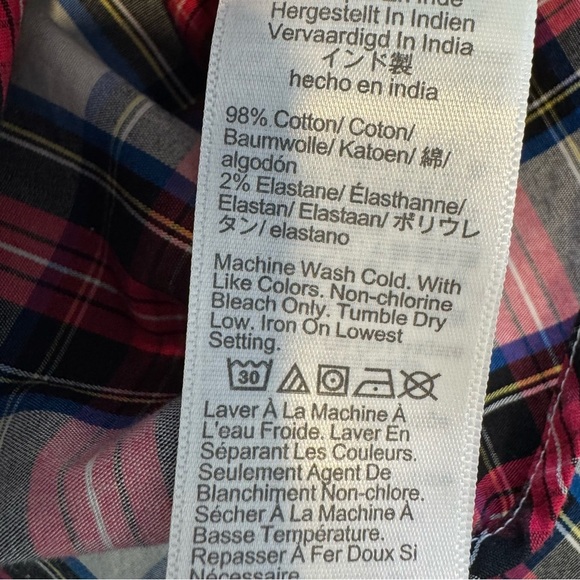 Hergestellt In Indien
Vervaardigd In India
インド製
hecho en india
98% Cotton/ Coton/
Baumwolle/ Katoen/ 綿/
algodón
2% Elastane/ Élasthanne/
Elastan/ Elastaan/ ポリウレ
タン/ elastano
Machine Wash Cold. With
Like Colors. Non-chlorine
Bleach Only. Tumble Dry
Low. Iron On Lowest
Setting.
30
Laver À La Machine À
L'eau Froide. Laver En
Séparant Les Couleurs.
Seulement Agent De
Blanchiment Non-chlore.
Sécher À La Machine À
Basse Température.
Repasser À Fer Doux Si
Nécessaire.